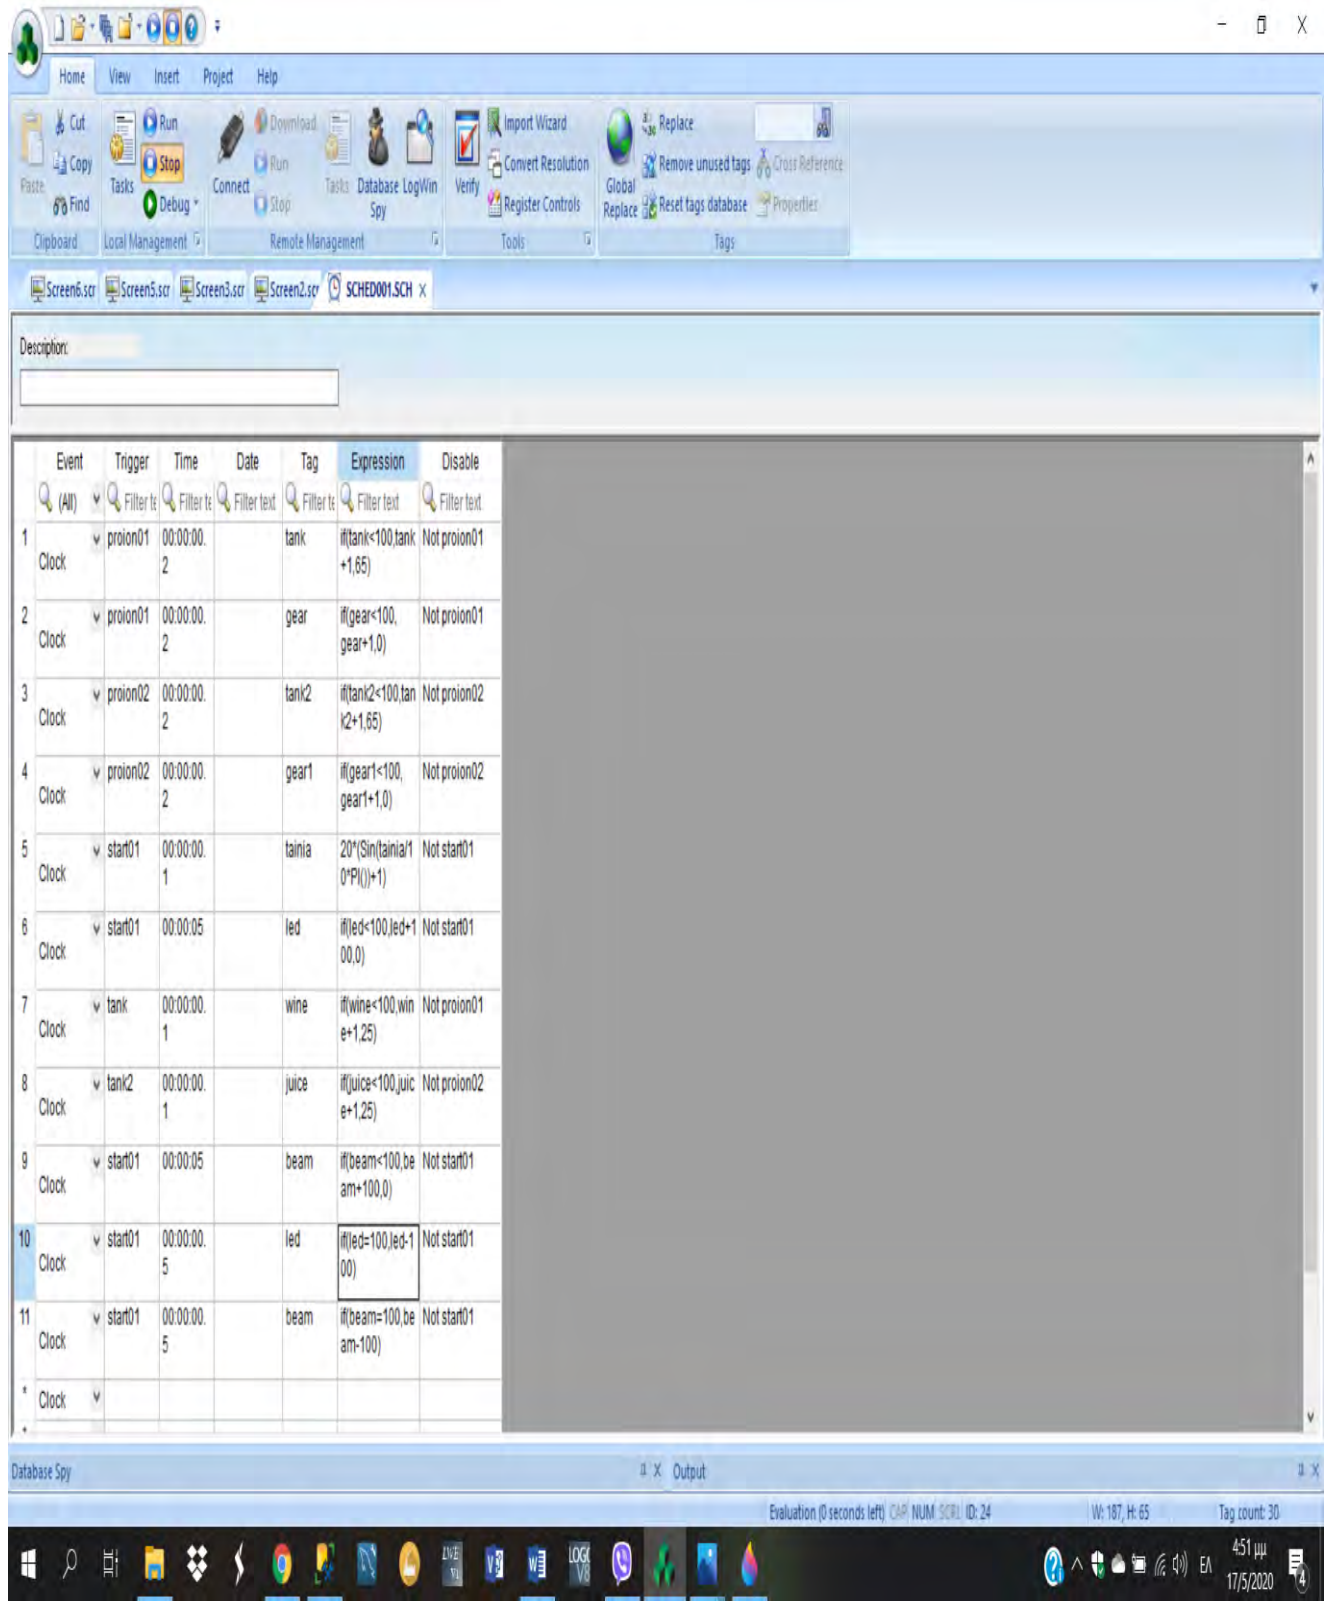 Home View Insert Project Help
Cut Run Download Import Wizard Replace
Copy Stop Run Convert Resolution Remove unused tags Cross Reference
Paste Find Tasks Debug Connect Stop Tasks Database Spy LogWin Verify Register Controls Global Replace Reset tags database Properties
Clipboard Local Management Remote Management Tools Tags
Screen6.scr Screen5.scr Screen3.scr Screen2.scr SCHED001.SCH X
Description:
Event Trigger Time Date Tag Expression Disable
(All) Filter te Filter te Filter text Filter te Filter text Filter text
1 Clock proion01 00:00:00.2 tank if(tank<100,tank+1,65) Not proion01
2 Clock proion01 00:00:00.2 gear if(gear<100, gear+1,0) Not proion01
3 Clock proion02 00:00:00.2 tank2 if(tank2<100,tank2+1,65) Not proion02
4 Clock proion02 00:00:00.2 gear1 if(gear1<100, gear1+1,0) Not proion02
5 Clock start01 00:00:00.1 tainia 20*(Sin(tainia/10*PI())+1) Not start01
6 Clock start01 00:00:05 led if(led<100,led+100,0) Not start01
7 Clock tank 00:00:00.1 wine if(wine<100,wine+1,25) Not proion01
8 Clock tank2 00:00:00.1 juice if(juice<100,juice+1,25) Not proion02
9 Clock start01 00:00:05 beam if(beam<100,beam+100,0) Not start01
10 Clock start01 00:00:00.5 led if(led=100,led-100) Not start01
11 Clock start01 00:00:00.5 beam if(beam=100,beam-100) Not start01
* Clock
Database Spy X Output X
Evaluation (0 seconds left) CAP NUM SCRL ID: 24 W: 187, H: 65 Tag count: 30
LOGO V8 ΕΛ 4:51 μμ
17/5/2020 4